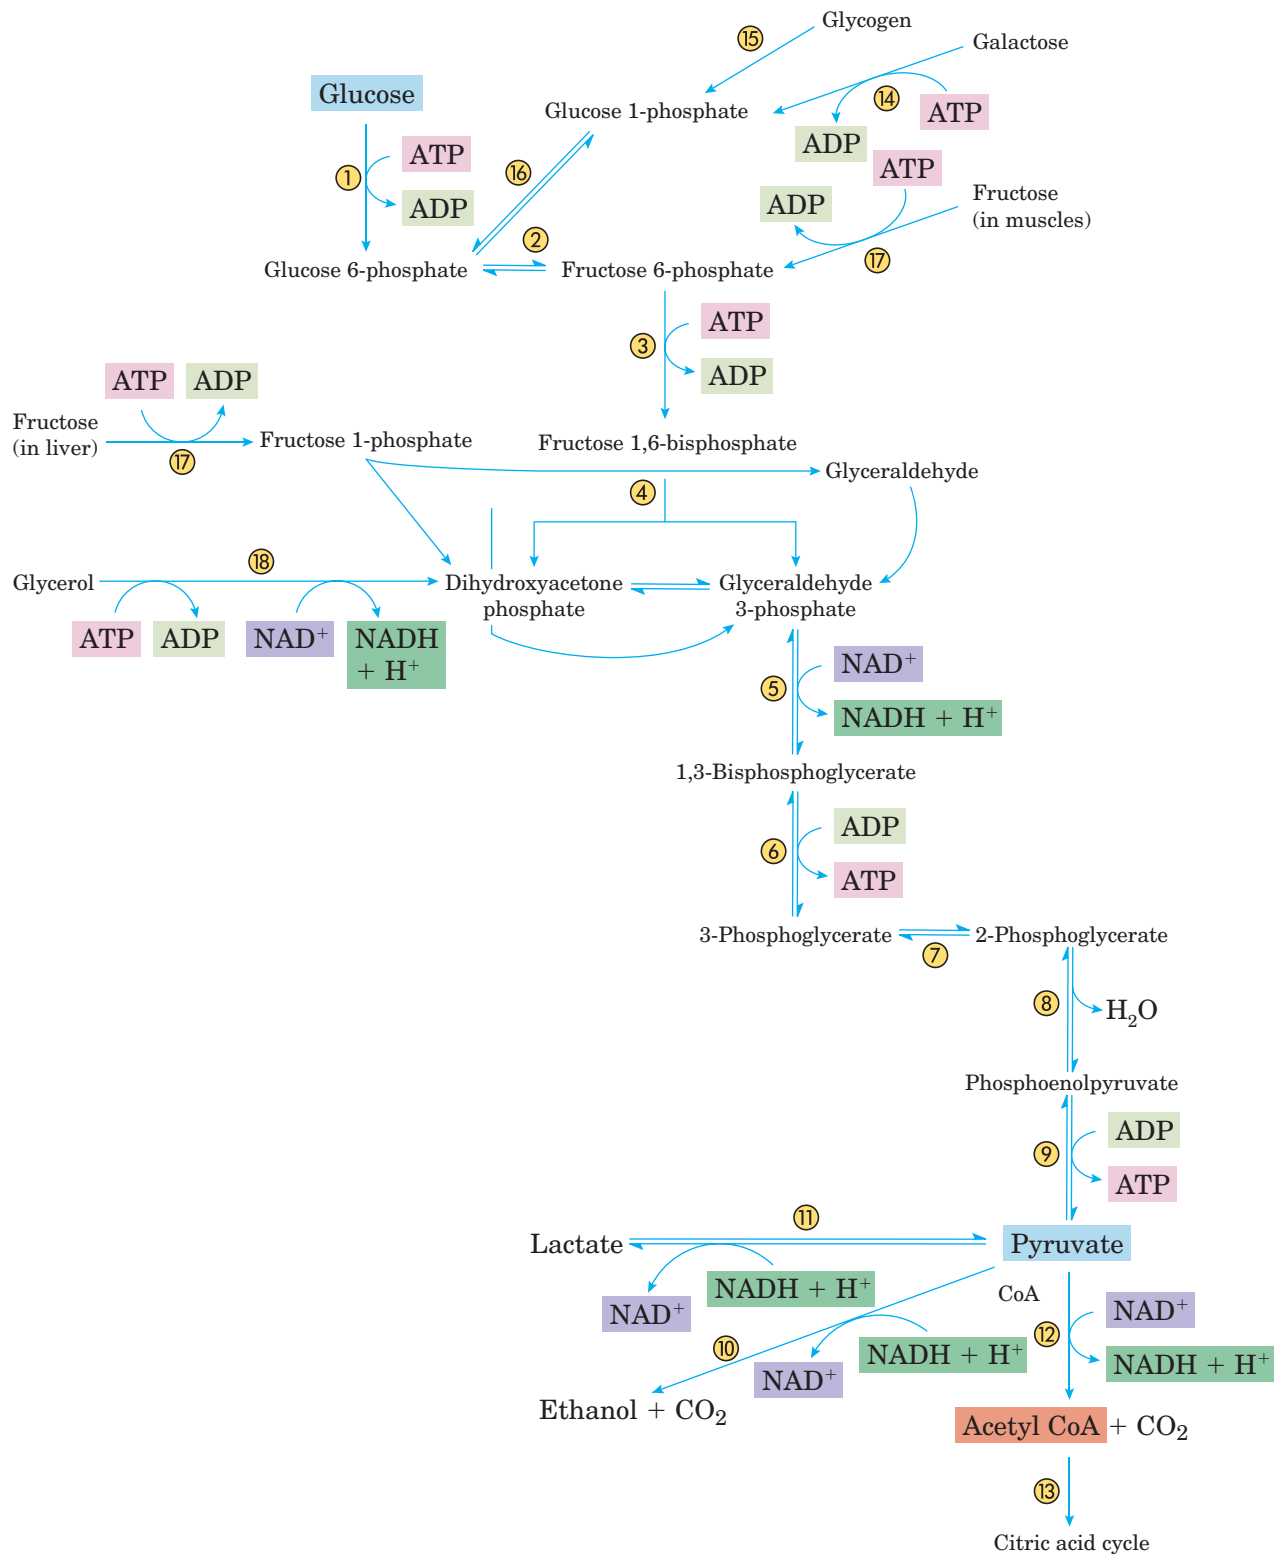 Glycogen
⑮
Galactose
Glucose
Glucose 1-phosphate
⑭
ATP
ADP
ATP
①
ATP
ADP
⑯
ADP
ATP
Fructose
(in muscles)
②
⑰
Glucose 6-phosphate
Fructose 6-phosphate
③
ATP
ADP
ATP
ADP
Fructose
(in liver)
⑰
Fructose 1-phosphate
Fructose 1,6-bisphosphate
Glyceraldehyde
④
⑱
Glycerol
Dihydroxyacetone
phosphate
Glyceraldehyde
3-phosphate
ATP
ADP
NAD⁺
NADH
+ H⁺
⑤
NAD⁺
NADH + H⁺
1,3-Bisphosphoglycerate
⑥
ADP
ATP
3-Phosphoglycerate
⑦
2-Phosphoglycerate
⑧
H₂O
Phosphoenolpyruvate
⑨
ADP
ATP
⑪
Lactate
Pyruvate
NADH + H⁺
NAD⁺
CoA
NAD⁺
⑫
NADH + H⁺
⑩
NADH + H⁺
NAD⁺
Ethanol + CO₂
Acetyl CoA + CO₂
⑬
Citric acid cycle